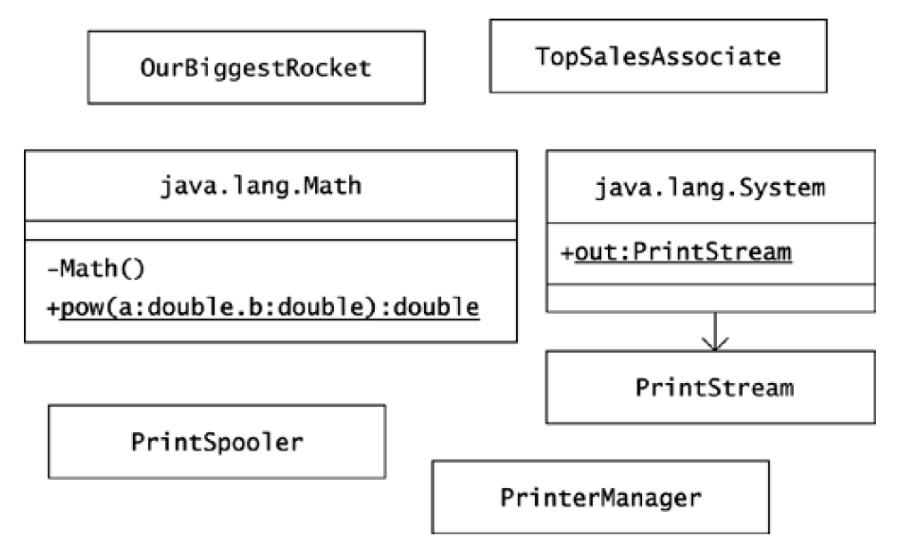 OurBiggestRocket
TopSalesAssociate
java.lang.Math
-Math()
+pow(a:double.b:double):double
java.lang.System
+out:PrintStream
PrintStream
PrintSpooler
PrinterManager